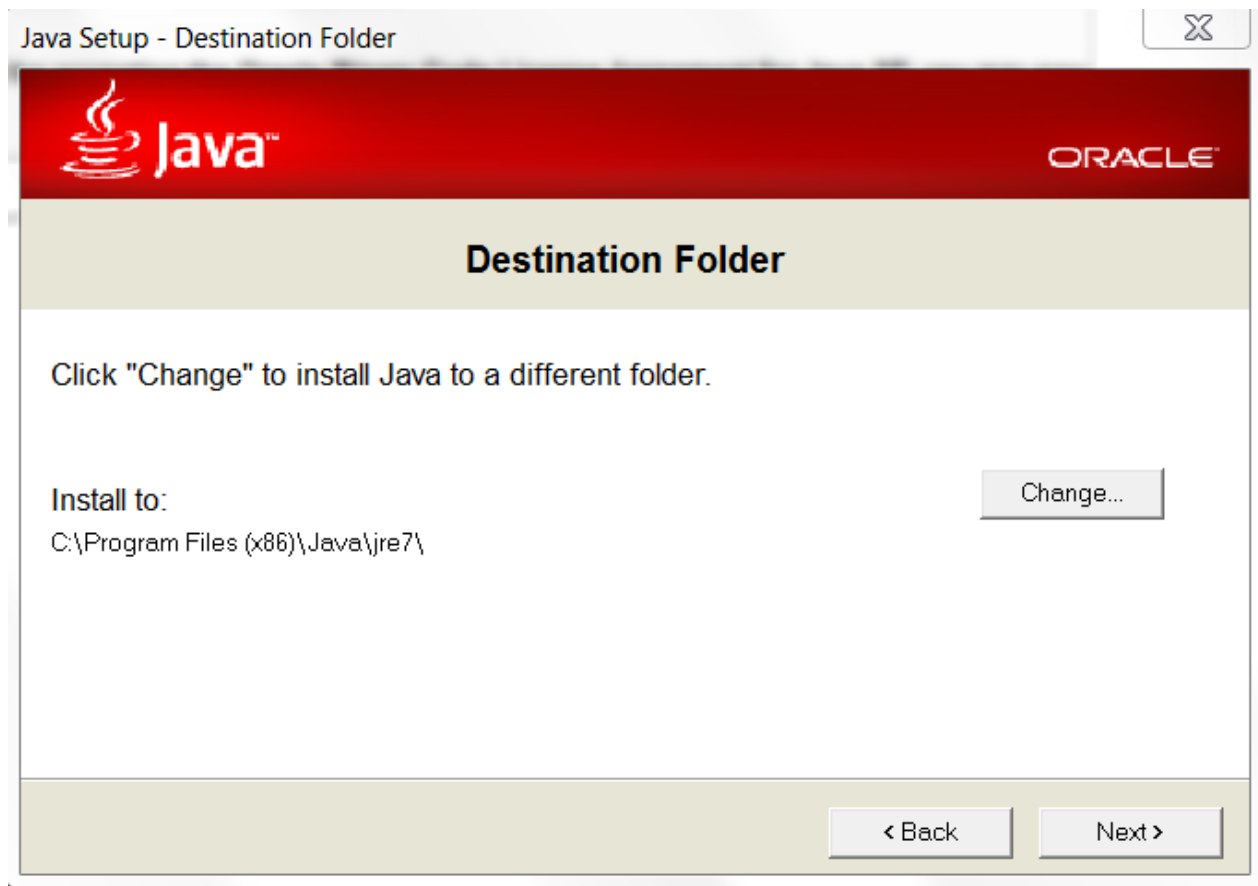 Java Setup - Destination Folder
Java™
ORACLE
Destination Folder
Click "Change" to install Java to a different folder.
Install to:
Change...
C:\Program Files (x86)\Java\jre7\
< Back
Next >